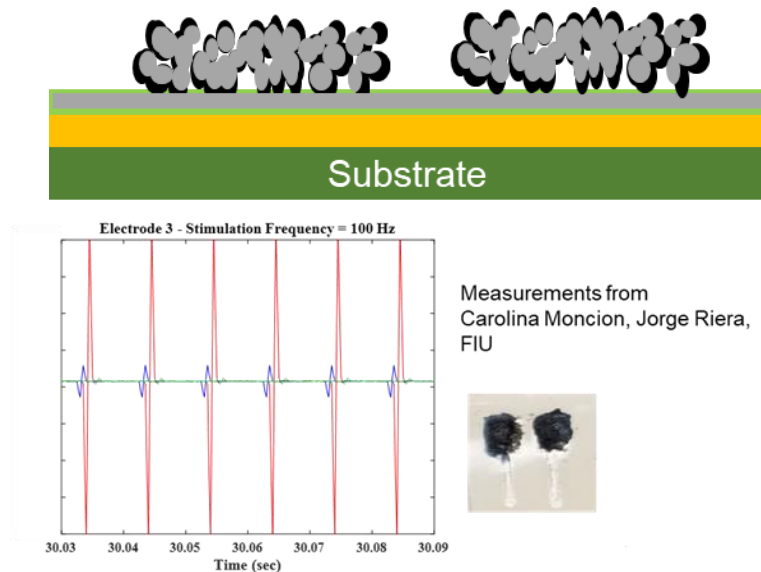 Substrate
Electrode 3 - Stimulation Frequency = 100 Hz
Measurements from
Carolina Moncion, Jorge Riera,
FIU
30.03 30.04 30.05 30.06 30.07 30.08 30.09
Time (sec)